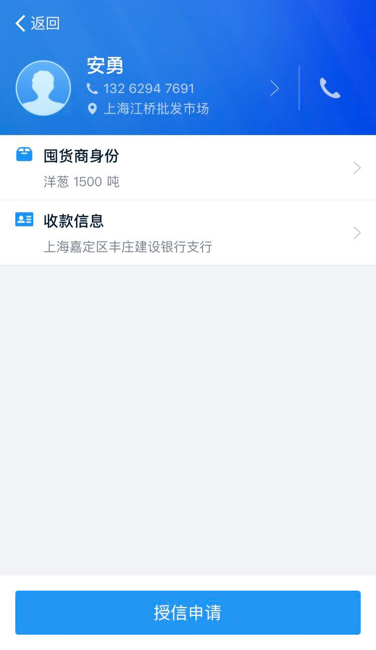 返回
安勇
132 6294 7691
上海江桥批发市场
囤货商身份
洋葱 1500 吨
收款信息
上海嘉定区丰庄建设银行支行
授信申请